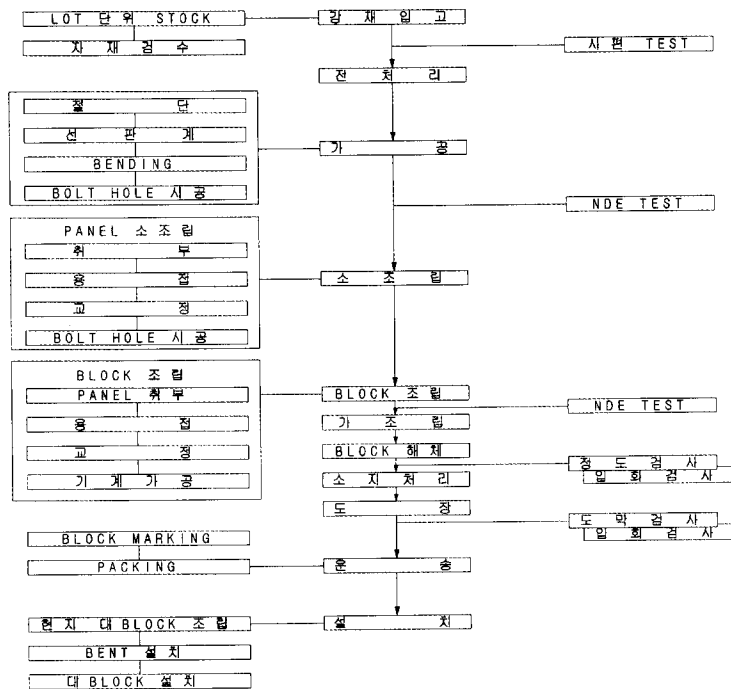 LOT 단위 STOCK
강 재 입 고
자 재 검 수
시 편 TEST
전 처 리
절 단
선 판 계
가 공
BENDING
BOLT HOLE 시 공
NDE TEST
PANEL 소 조 립
취 부
용 접
소 조 립
교 정
BOLT HOLE 시 공
BLOCK 조 립
PANEL 취 부
BLOCK 조 립
NDE TEST
용 접
가 조 립
교 정
BLOCK 해 체
정 도 검 사
입 회 검 사
기 계 가 공
소 지 처 리
도 장
도 막 검 사
입 회 검 사
BLOCK MARKING
PACKING
운 송
현 지 대 BLOCK 조 립
설 치
BENT 설 치
대 BLOCK 설 치